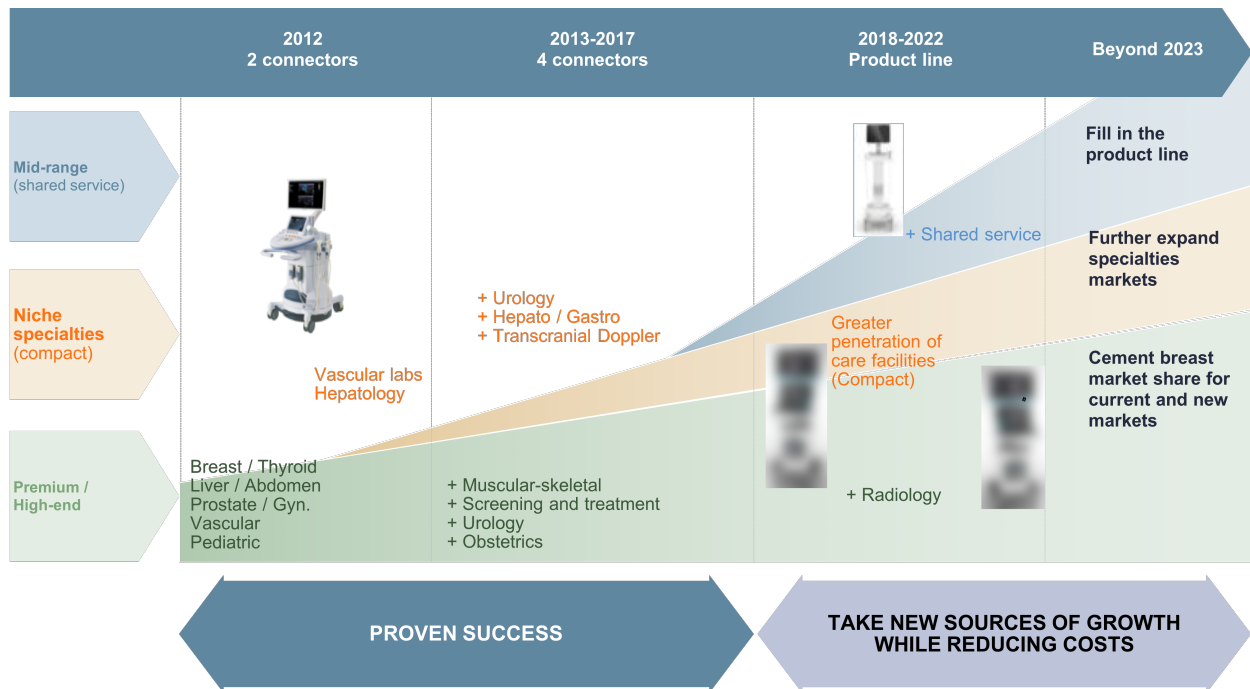 2012
2 connectors
2013-2017
4 connectors
2018-2022
Product line
Beyond 2023
Mid-range
(shared service)
+ Shared service
Fill in the
product line
Niche
specialties
(compact)
Vascular labs
Hepatology
+ Urology
+ Hepato / Gastro
+ Transcranial Doppler
Greater
penetration of
care facilities
(Compact)
Further expand
specialties
markets
Premium /
High-end
Breast / Thyroid
Liver / Abdomen
Prostate / Gyn.
Vascular
Pediatric
+ Muscular-skeletal
+ Screening and treatment
+ Urology
+ Obstetrics
+ Radiology
Cement breast
market share for
current and new
markets
PROVEN SUCCESS
TAKE NEW SOURCES OF GROWTH
WHILE REDUCING COSTS